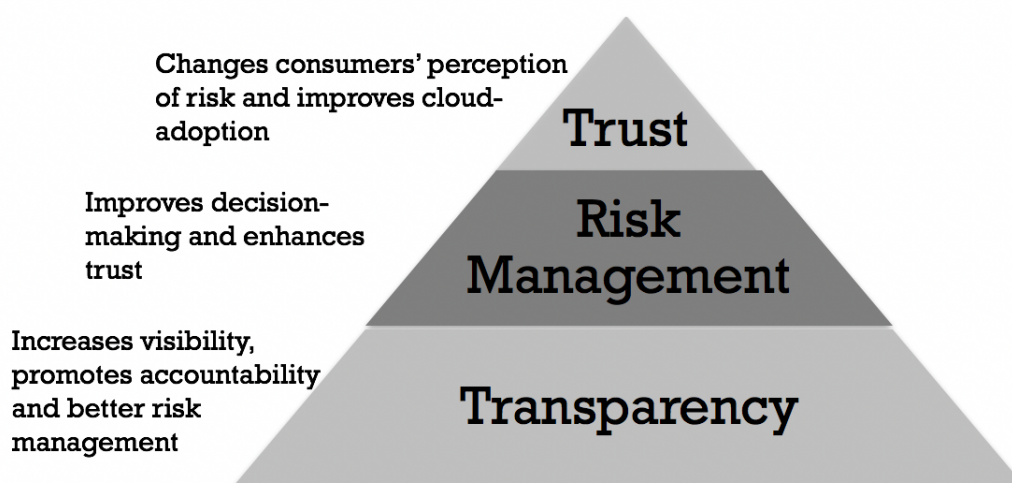 Changes consumers’ perception
of risk and improves cloud-
adoption
Trust
Improves decision-
making and enhances
trust
Risk
Management
Increases visibility,
promotes accountability
and better risk
management
Transparency